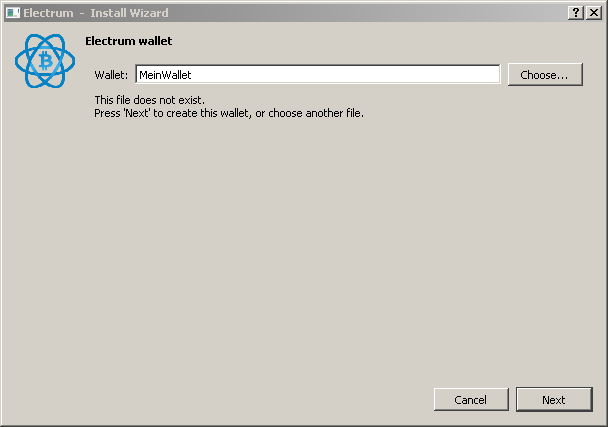 Electrum - Install Wizard
Electrum wallet
Wallet: MeinWallet Choose...
This file does not exist.
Press 'Next' to create this wallet, or choose another file.
Cancel Next